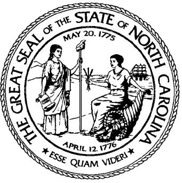 THE GREAT SEAL OF THE STATE OF NORTH CAROLINA
MAY 20, 1775
APRIL 12, 1776
★ ESSE QUAM VIDERI ★